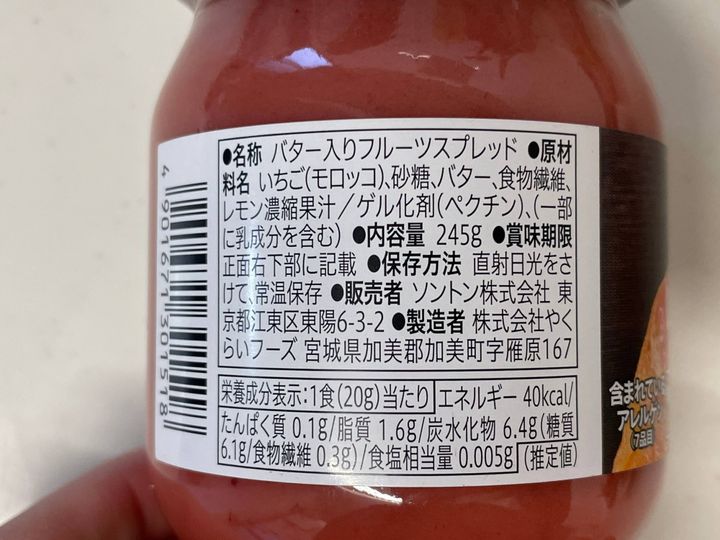 ●名称 バター入りフルーツスプレッド ●原材
料名 いちご(モロッコ)、砂糖、バター、食物繊維、
レモン濃縮果汁/ゲル化剤(ペクチン)、(一部
に乳成分を含む) ●内容量 245g ●賞味期限
正面右下部に記載 ●保存方法 直射日光をさ
けて、常温保存 ●販売者 ソントン株式会社 東
京都江東区東陽6-3-2 ●製造者 株式会社やく
らいフーズ 宮城県加美郡加美町字雁原167
栄養成分表示:1食(20g)当たり エネルギー 40kcal/
たんぱく質 0.1g/脂質 1.6g/炭水化物 6.4g(糖質
6.1g/食物繊維 0.3g)/食塩相当量 0.005g (推定値)
4901671301518
含まれてい
アレルゲン
(7品目